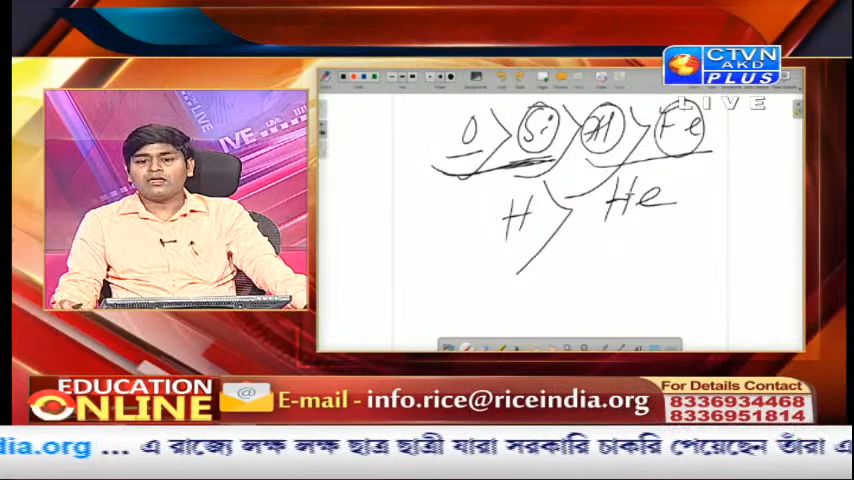 CTVN
AKD
PLUS
LIVE
O > Si > Al > Fe
H > He
EDUCATION
ONLINE
E-mail - info.rice@riceindia.org
For Details Contact
8336934468
8336951814
dia.org ... এ রাজ্যে লক্ষ লক্ষ ছাত্র ছাত্রী যারা সরকারি চাকরি পেয়েছেন তাঁরা এ